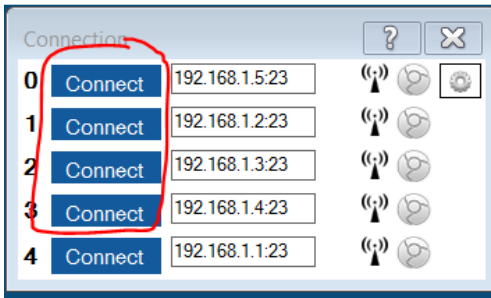 Connection
0 Connect 192.168.1.5:23
1 Connect 192.168.1.2:23
2 Connect 192.168.1.3:23
3 Connect 192.168.1.4:23
4 Connect 192.168.1.1:23